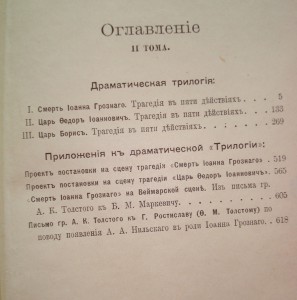 Оглавленіе
II ТОМА.
Драматическая трилогія:
I. Смерть Іоанна Грознаго. Трагедія въ пяти дѣйствіяхъ . . . 5
II. Царь Ѳедоръ Іоанновичъ. Трагедія въ пяти дѣйствіяхъ . . 133
III. Царь Борисъ. Трагедія въ пяти дѣйствіяхъ . . . . . 269
Приложенія къ драматической «Трилогіи»:
Проектъ постановки на сцену трагедіи «Смерть Іоанна Грознаго» . 519
Проектъ постановки на сцену трагедіи «Царь Ѳедоръ Іоанновичъ». 565
«Смерть Іоанна Грознаго» на Веймарской сценѣ. Изъ письма гр.
А. К. Толстого къ Б. М. Маркевичу. . . . . . . 605
Письмо гр. А. К. Толстого къ Г. Ростиславу (Ѳ. М. Толстому) по
поводу появленія А. А. Нильскаго въ роли Іоанна Грознаго. . 618